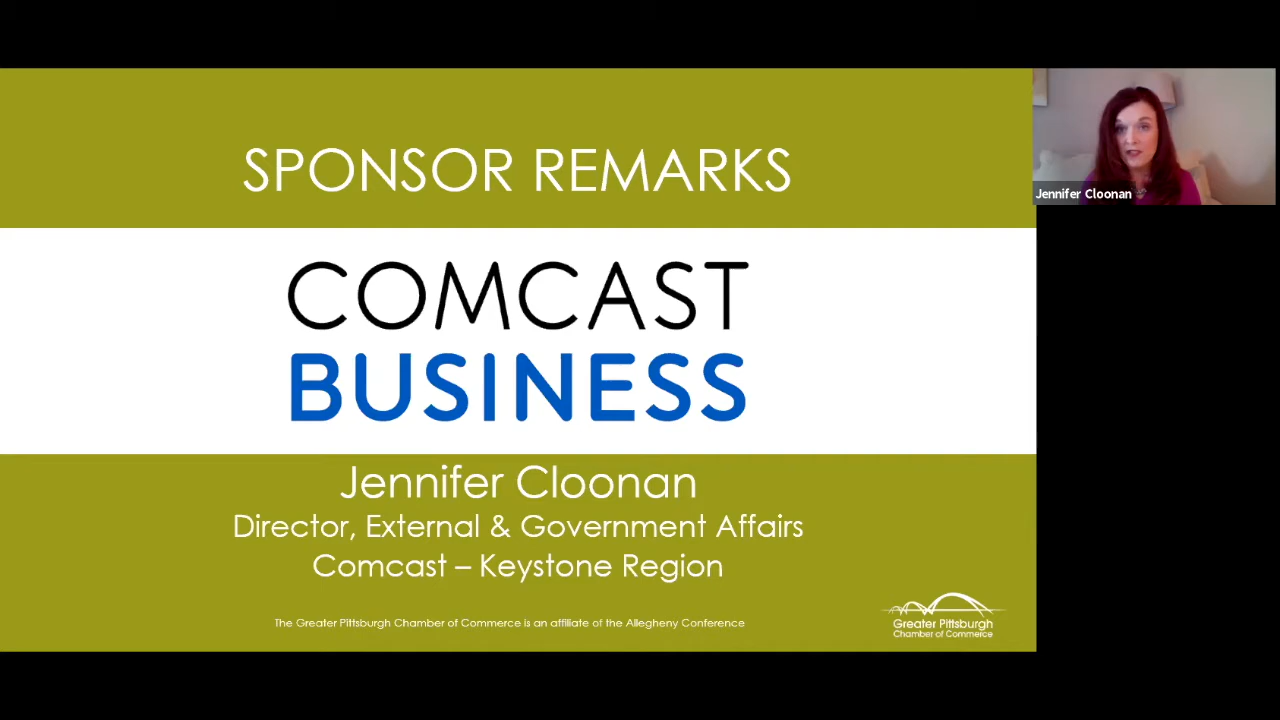 SPONSOR REMARKS
COMCAST
BUSINESS
Jennifer Cloonan
Director, External & Government Affairs
Comcast – Keystone Region
The Greater Pittsburgh Chamber of Commerce is an affiliate of the Allegheny Conference
Greater Pittsburgh
Chamber of Commerce
Jennifer Cloonan